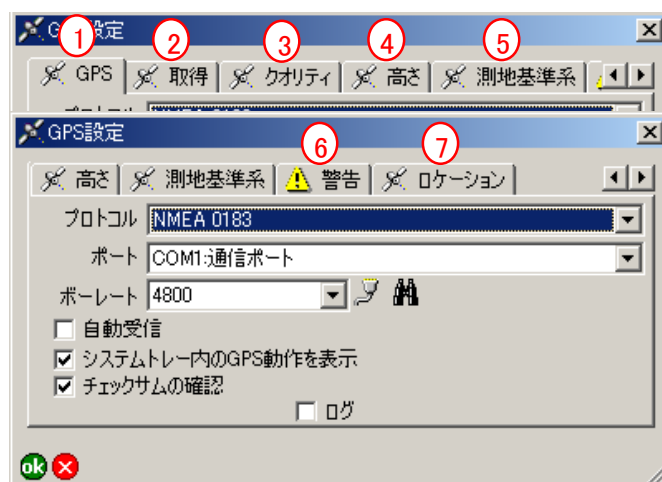 GPS設定
1 2 3 4 5
GPS 取得 クオリティ 高さ 測地基準系
GPS設定
6 7
高さ 測地基準系 警告 ロケーション
プロトコル NMEA 0183
ポート COM1:通信ポート
ボーレート 4800
自動受信
システムトレー内のGPS動作を表示
チェックサムの確認
ログ
ok